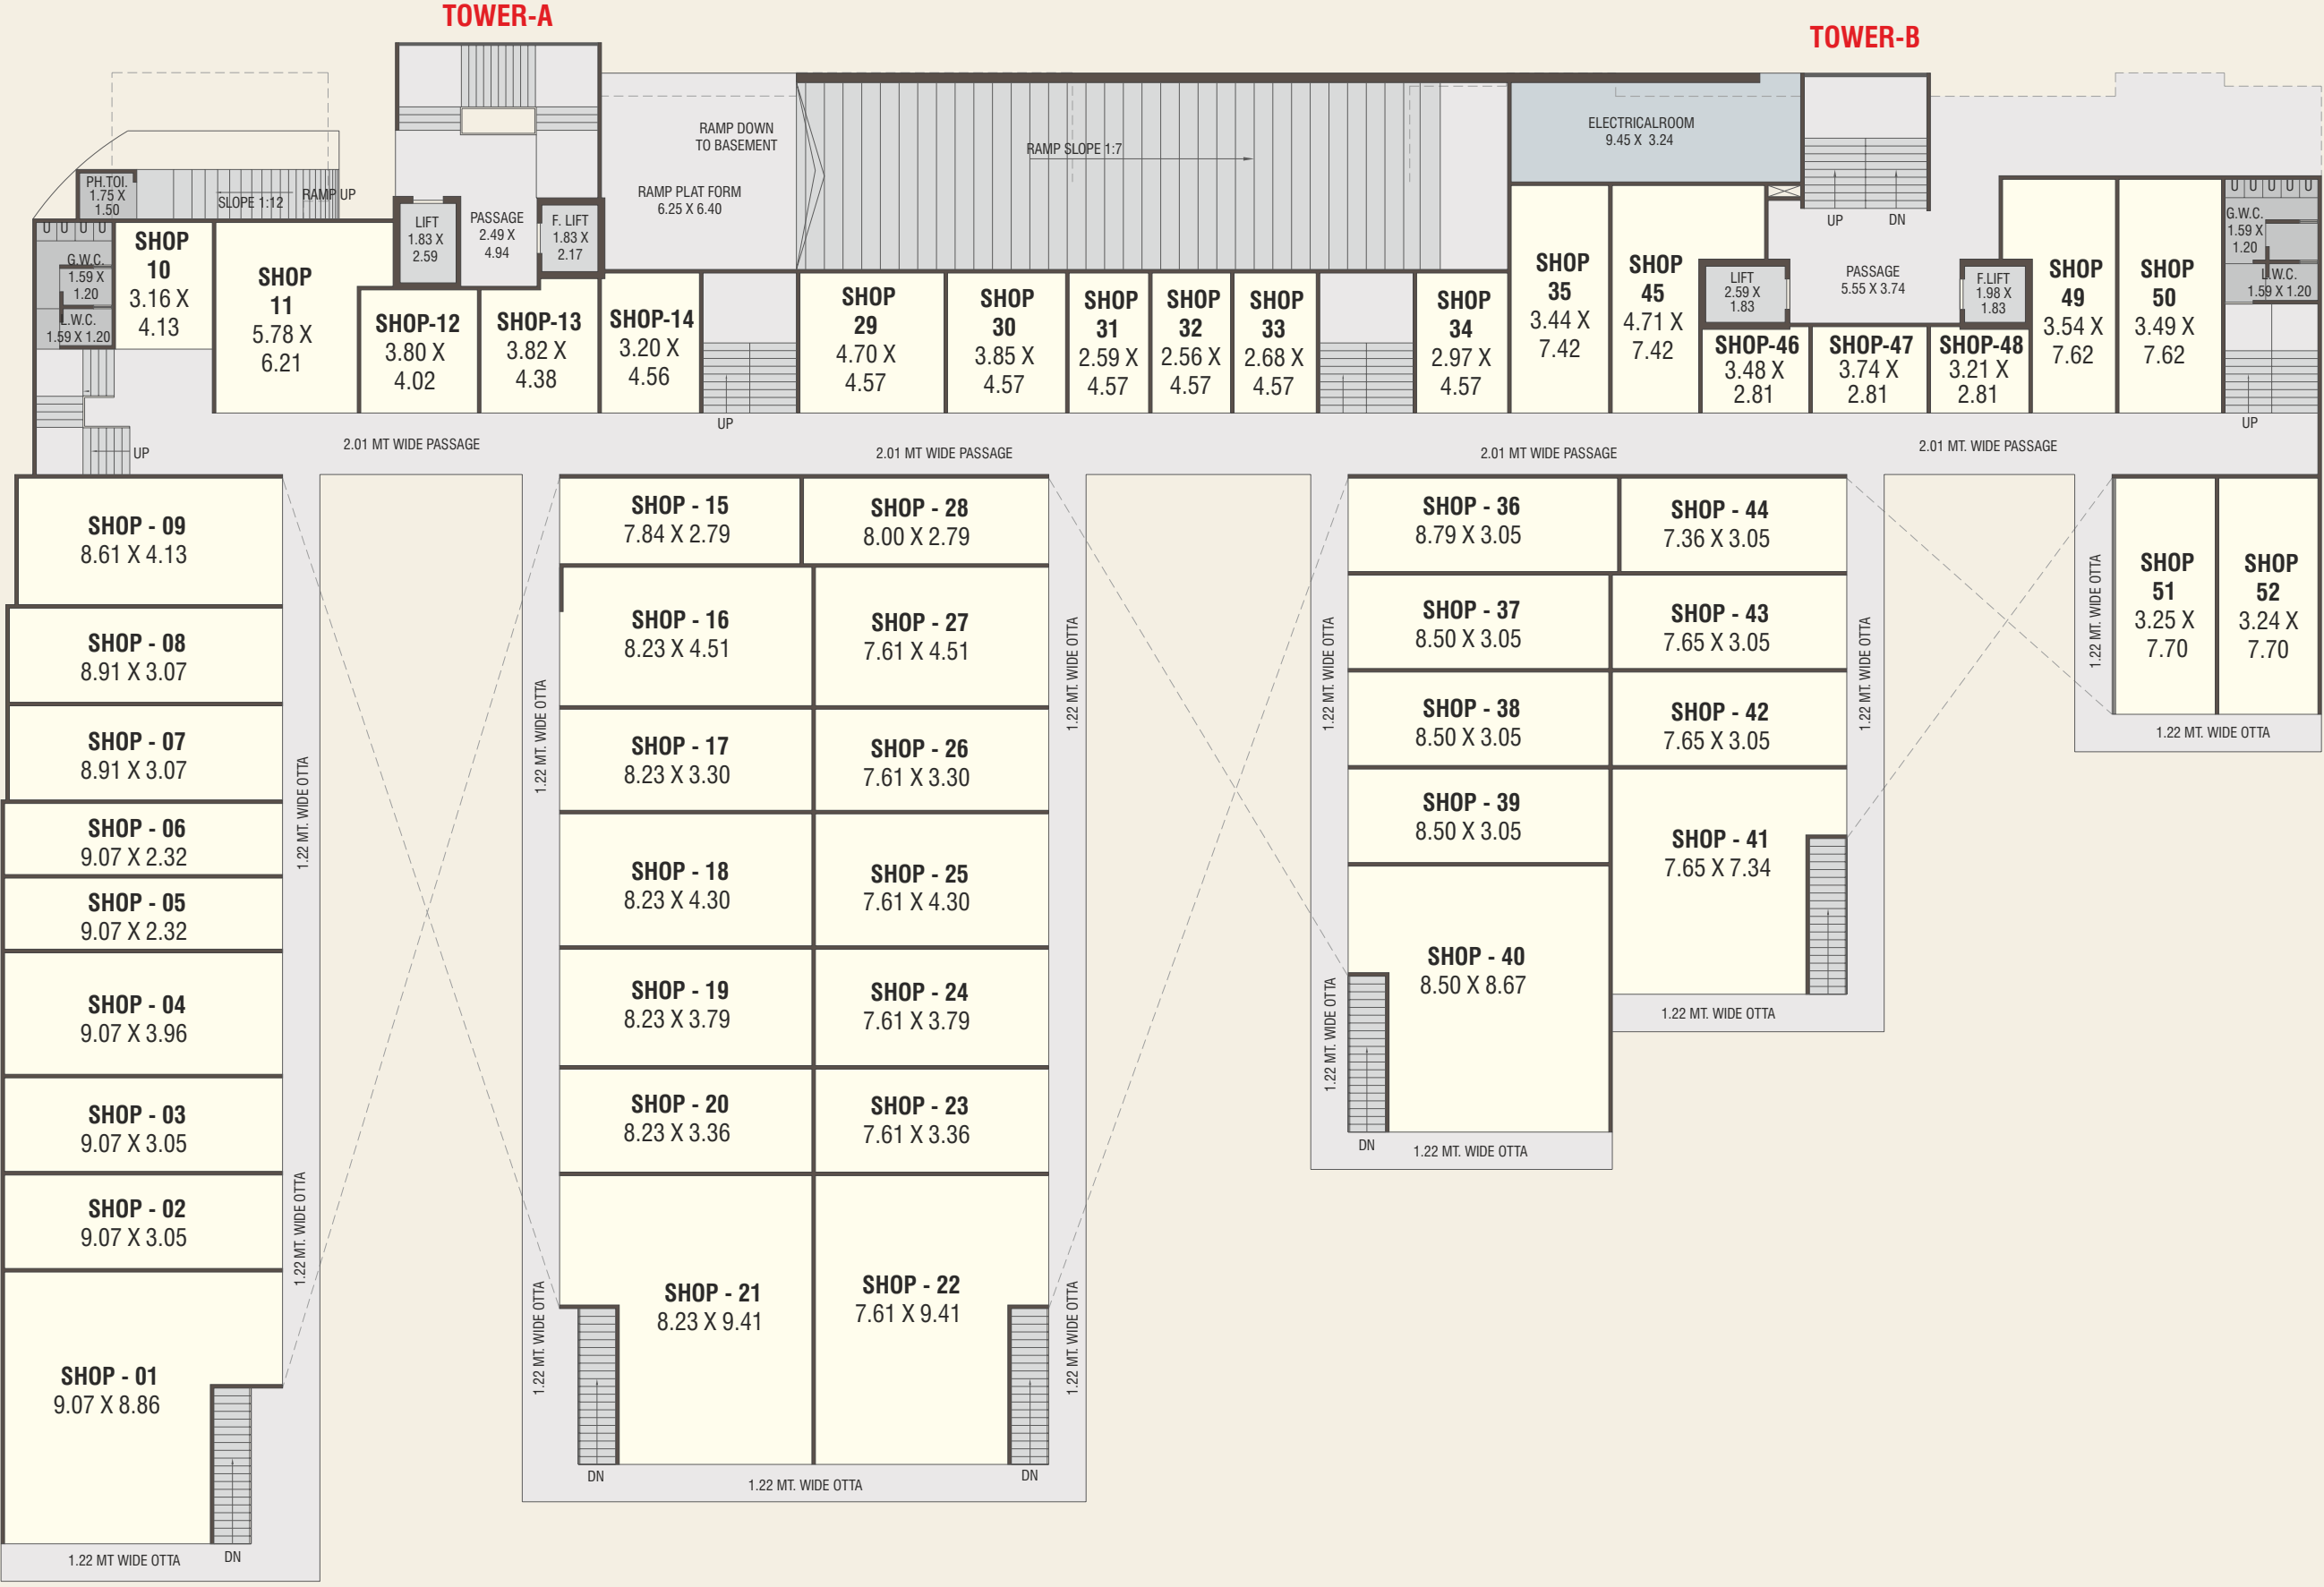 TOWER-A
TOWER-B
PH.TOI.
1.75 X
1.50
SLOPE 1:12
RAMP UP
RAMP DOWN
TO BASEMENT
RAMP PLAT FORM
6.25 X 6.40
RAMP SLOPE 1:7
ELECTRICALROOM
9.45 X 3.24
UP
DN
U U U U
G.W.C.
1.59 X
1.20
L.W.C.
1.59 X 1.20
SHOP
10
3.16 X
4.13
SHOP
11
5.78 X
6.21
LIFT
1.83 X
2.59
PASSAGE
2.49 X
4.94
F. LIFT
1.83 X
2.17
SHOP-12
3.80 X
4.02
SHOP-13
3.82 X
4.38
SHOP-14
3.20 X
4.56
UP
SHOP
29
4.70 X
4.57
SHOP
30
3.85 X
4.57
SHOP
31
2.59 X
4.57
SHOP
32
2.56 X
4.57
SHOP
33
2.68 X
4.57
SHOP
34
2.97 X
4.57
SHOP
35
3.44 X
7.42
SHOP
45
4.71 X
7.42
LIFT
2.59 X
1.83
PASSAGE
5.55 X 3.74
F.LIFT
1.98 X
1.83
SHOP-46
3.48 X
2.81
SHOP-47
3.74 X
2.81
SHOP-48
3.21 X
2.81
SHOP
49
3.54 X
7.62
SHOP
50
3.49 X
7.62
U U U U U
G.W.C.
1.59 X
1.20
L.W.C.
1.59 X 1.20
UP
UP
2.01 MT WIDE PASSAGE
2.01 MT WIDE PASSAGE
2.01 MT WIDE PASSAGE
2.01 MT. WIDE PASSAGE
SHOP - 09
8.61 X 4.13
SHOP - 08
8.91 X 3.07
SHOP - 07
8.91 X 3.07
SHOP - 06
9.07 X 2.32
SHOP - 05
9.07 X 2.32
SHOP - 04
9.07 X 3.96
SHOP - 03
9.07 X 3.05
SHOP - 02
9.07 X 3.05
SHOP - 01
9.07 X 8.86
DN
1.22 MT WIDE OTTA
1.22 MT. WIDE OTTA
1.22 MT. WIDE OTTA
1.22 MT. WIDE OTTA
1.22 MT. WIDE OTTA
SHOP - 15
7.84 X 2.79
SHOP - 28
8.00 X 2.79
SHOP - 16
8.23 X 4.51
SHOP - 27
7.61 X 4.51
SHOP - 17
8.23 X 3.30
SHOP - 26
7.61 X 3.30
SHOP - 18
8.23 X 4.30
SHOP - 25
7.61 X 4.30
SHOP - 19
8.23 X 3.79
SHOP - 24
7.61 X 3.79
SHOP - 20
8.23 X 3.36
SHOP - 23
7.61 X 3.36
SHOP - 21
8.23 X 9.41
SHOP - 22
7.61 X 9.41
DN
DN
1.22 MT. WIDE OTTA
1.22 MT. WIDE OTTA
1.22 MT. WIDE OTTA
1.22 MT. WIDE OTTA
1.22 MT. WIDE OTTA
SHOP - 36
8.79 X 3.05
SHOP - 44
7.36 X 3.05
SHOP - 37
8.50 X 3.05
SHOP - 43
7.65 X 3.05
SHOP - 38
8.50 X 3.05
SHOP - 42
7.65 X 3.05
SHOP - 39
8.50 X 3.05
SHOP - 41
7.65 X 7.34
SHOP - 40
8.50 X 8.67
DN
1.22 MT. WIDE OTTA
1.22 MT. WIDE OTTA
1.22 MT. WIDE OTTA
1.22 MT. WIDE OTTA
SHOP
51
3.25 X
7.70
SHOP
52
3.24 X
7.70
1.22 MT. WIDE OTTA